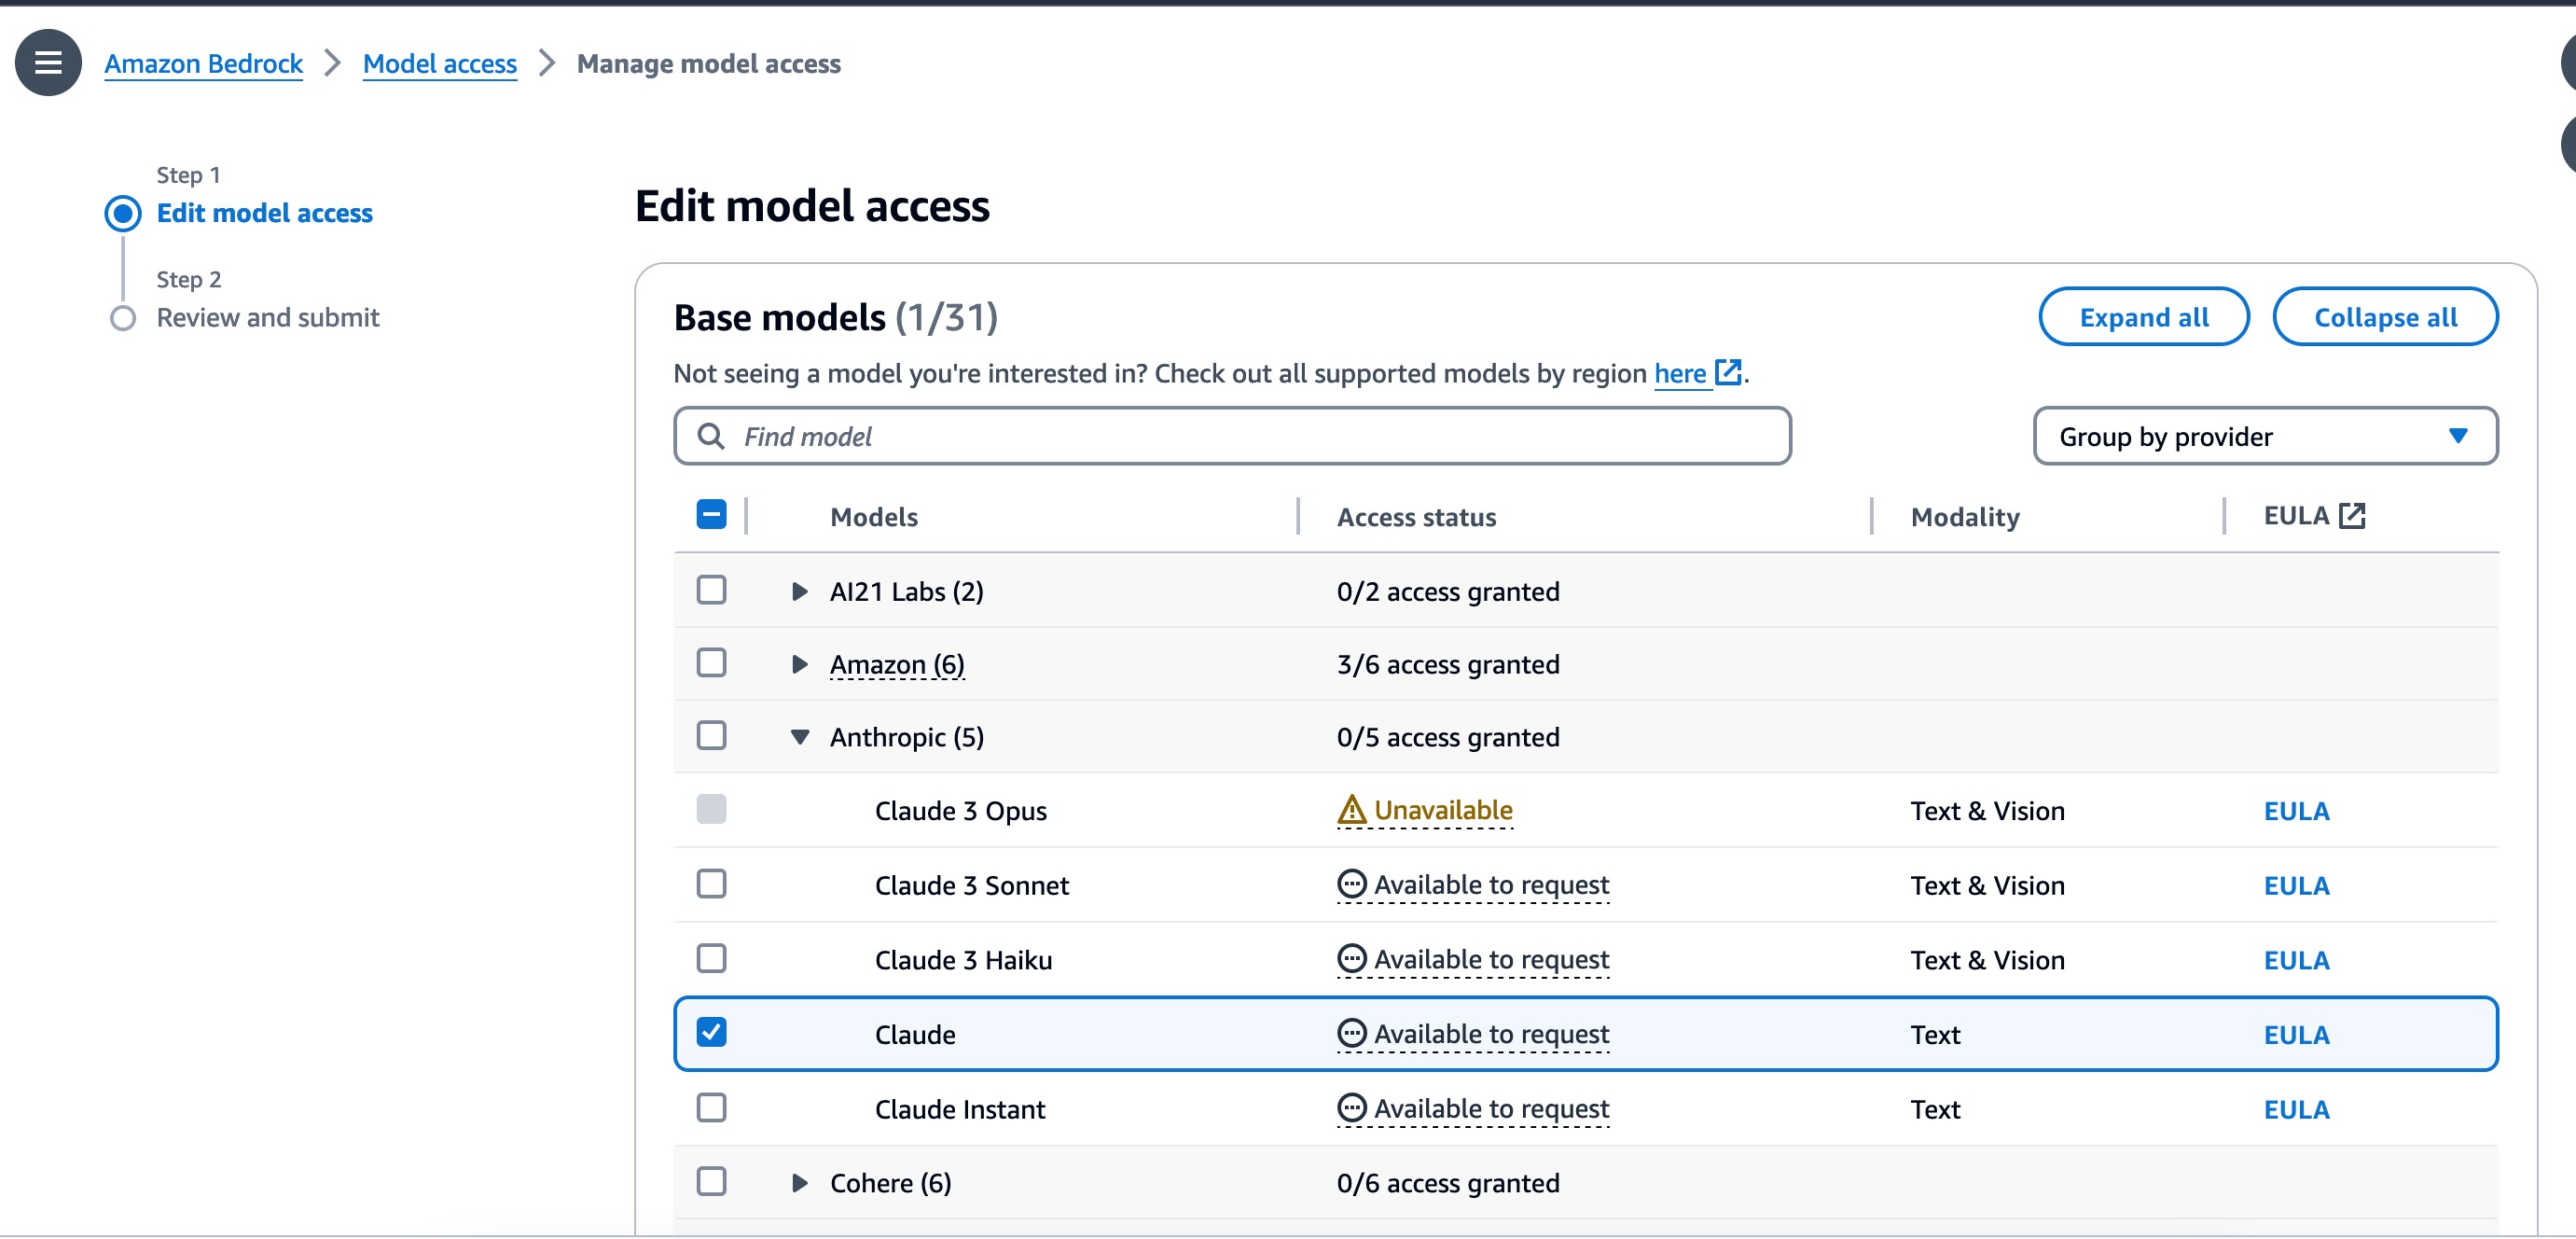 Amazon Bedrock > Model access > Manage model access
Step 1
Edit model access
Step 2
Review and submit
Edit model access
Base models (1/31)
Expand all
Collapse all
Not seeing a model you're interested in? Check out all supported models by region here.
Find model
Group by provider
Models Access status Modality EULA
AI21 Labs (2) 0/2 access granted
Amazon (6) 3/6 access granted
Anthropic (5) 0/5 access granted
Claude 3 Opus Unavailable Text & Vision EULA
Claude 3 Sonnet Available to request Text & Vision EULA
Claude 3 Haiku Available to request Text & Vision EULA
Claude Available to request Text EULA
Claude Instant Available to request Text EULA
Cohere (6) 0/6 access granted